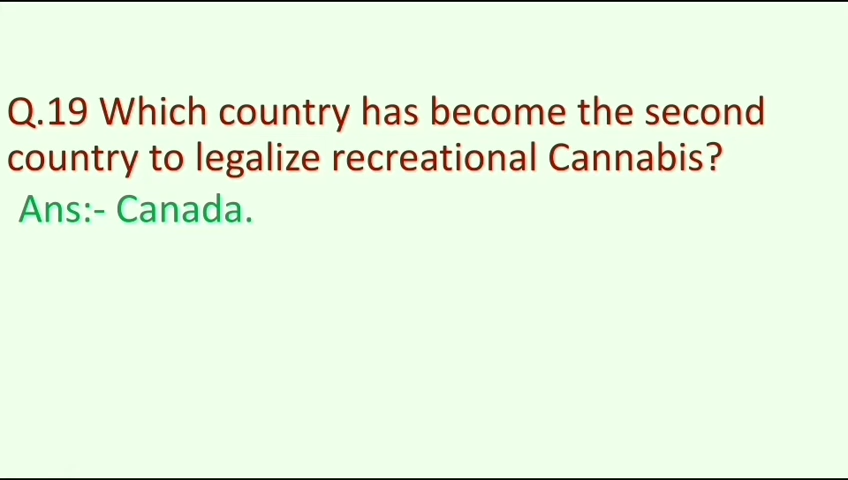 Q.19 Which country has become the second
country to legalize recreational Cannabis?
Ans:- Canada.